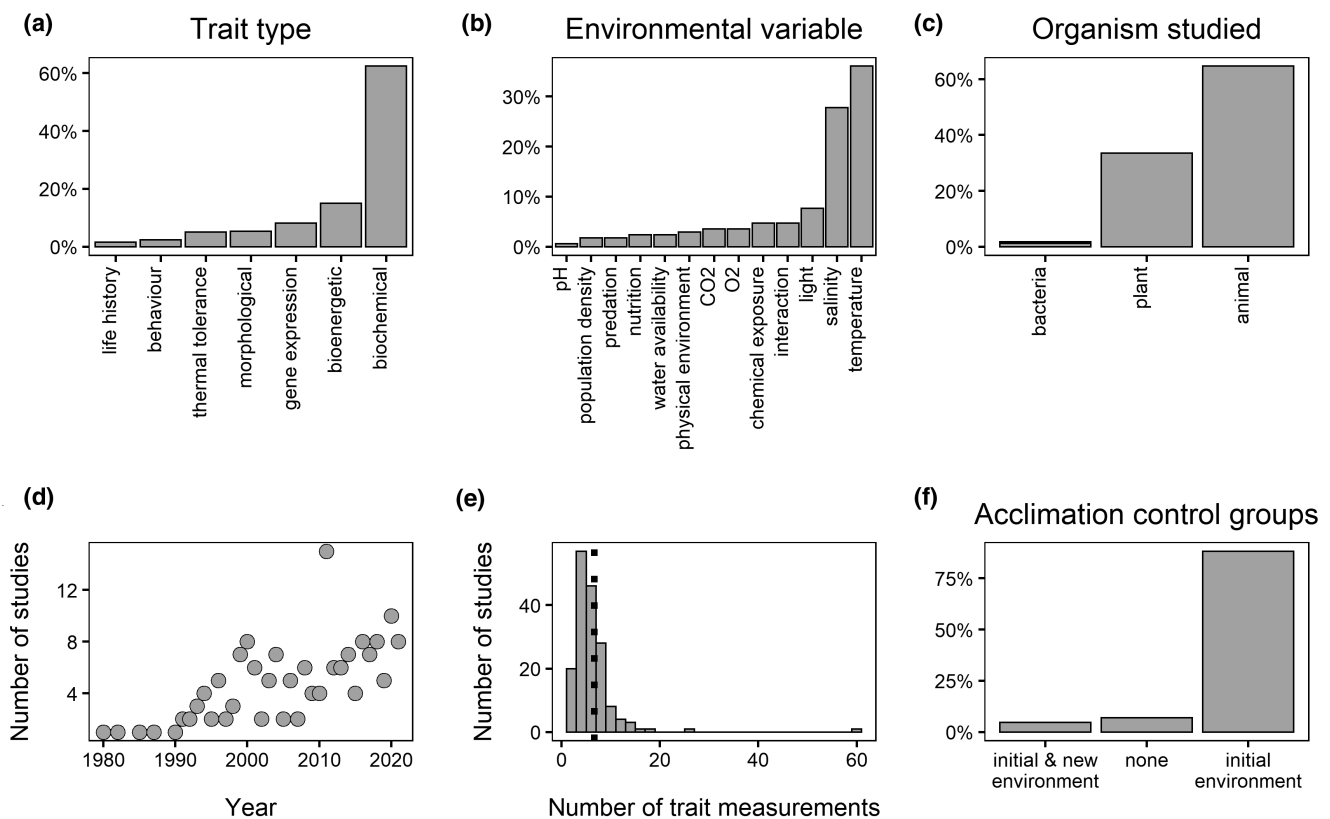 (a)
Trait type
60%
40%
20%
0%
life history
behaviour
thermal tolerance
morphological
gene expression
bioenergetic
biochemical
(b)
Environmental variable
30%
20%
10%
0%
pH
population density
predation
nutrition
water availability
physical environment
CO2
O2
chemical exposure
interaction
light
salinity
temperature
(c)
Organism studied
60%
40%
20%
0%
bacteria
plant
animal
(d)
Number of studies
12
8
4
1980 1990 2000 2010 2020
Year
(e)
Number of studies
40
20
0
0 20 40 60
Number of trait measurements
(f)
Acclimation control groups
75%
50%
25%
0%
initial & new
environment
none
initial
environment